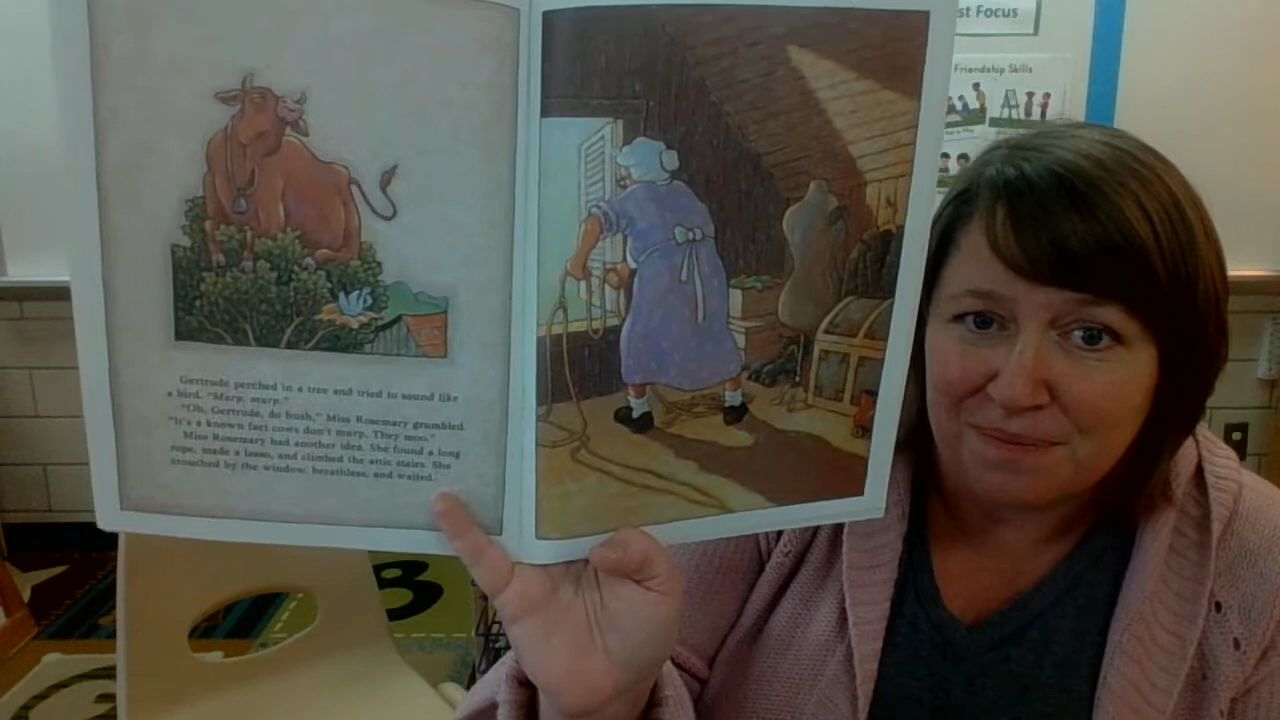 st Focus
Friendship Skills
Gertrude perched in a tree and tried to sound like
a bird. "Marp, marp."
"Oh, Gertrude, do hush," Miss Rosemary grumbled.
"It's a known fact cows don't marp. They moo."
Miss Rosemary had another idea. She found a long
rope, made a lasso, and climbed the attic stairs. She
crouched by the window, breathless, and waited.
B